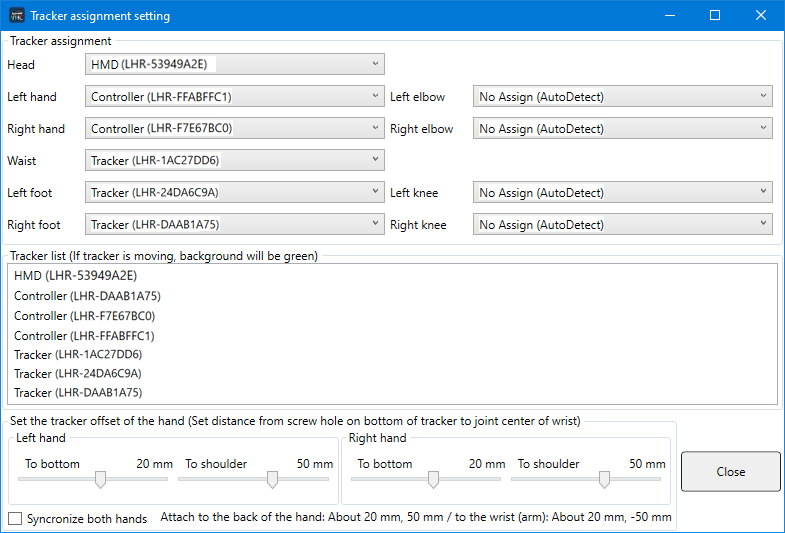 Tracker assignment setting
Tracker assignment
Head HMD (LHR-53949A2E)
Left hand Controller (LHR-FFABFFC1) Left elbow No Assign (AutoDetect)
Right hand Controller (LHR-F7E67BC0) Right elbow No Assign (AutoDetect)
Waist Tracker (LHR-1AC27DD6)
Left foot Tracker (LHR-24DA6C9A) Left knee No Assign (AutoDetect)
Right foot Tracker (LHR-DAAB1A75) Right knee No Assign (AutoDetect)
Tracker list (If tracker is moving, background will be green)
HMD (LHR-53949A2E)
Controller (LHR-DAAB1A75)
Controller (LHR-F7E67BC0)
Controller (LHR-FFABFFC1)
Tracker (LHR-1AC27DD6)
Tracker (LHR-24DA6C9A)
Tracker (LHR-DAAB1A75)
Set the tracker offset of the hand (Set distance from screw hole on bottom of tracker to joint center of wrist)
Left hand Right hand
To bottom 20 mm To shoulder 50 mm To bottom 20 mm To shoulder 50 mm
Close
Syncronize both hands Attach to the back of the hand: About 20 mm, 50 mm / to the wrist (arm): About 20 mm, -50 mm